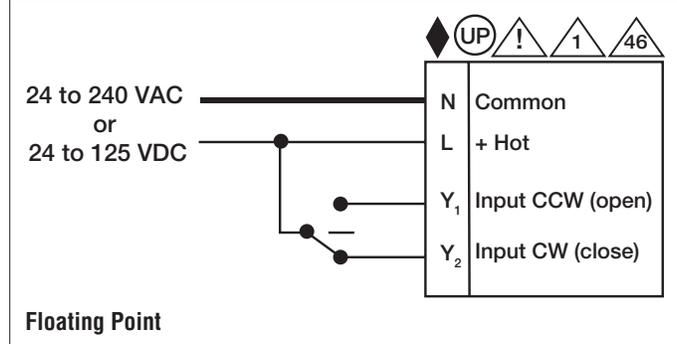 UP ! 1 46
24 to 240 VAC
or
24 to 125 VDC
N Common
L + Hot
Y1 Input CCW (open)
Y2 Input CW (close)
Floating Point